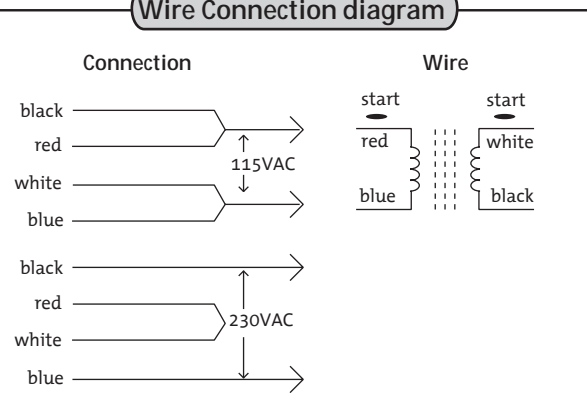 Wire Connection diagram
Connection
Wire
black
red
115VAC
white
blue
black
red
230VAC
white
blue
start
start
red
white
blue
black